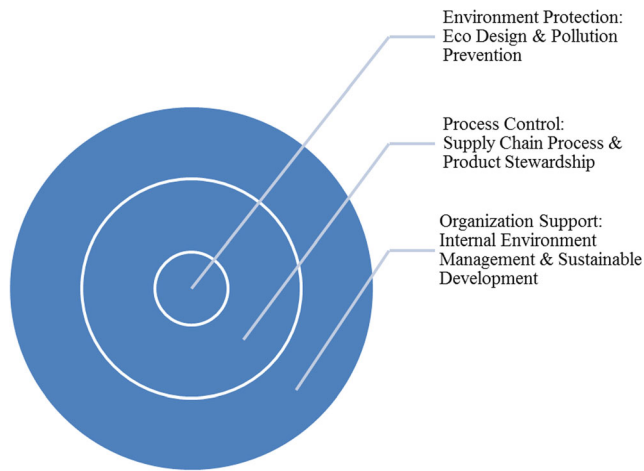 Environment Protection:
Eco Design & Pollution
Prevention
Process Control:
Supply Chain Process &
Product Stewardship
Organization Support:
Internal Environment
Management & Sustainable
Development